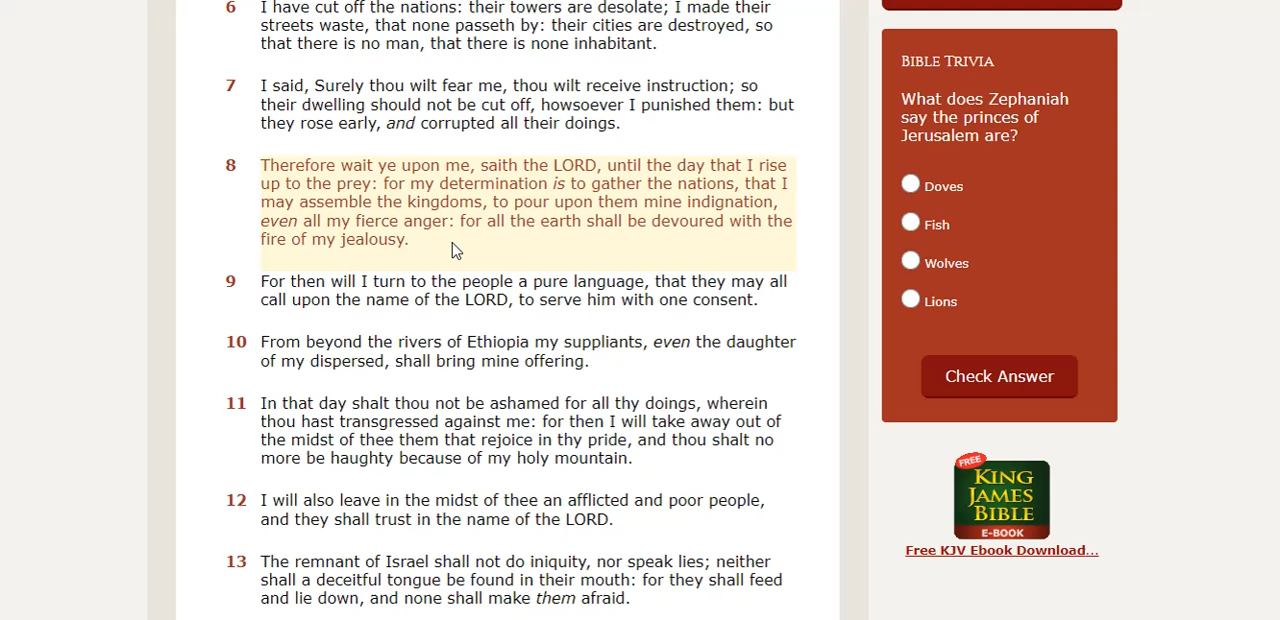 6 I have cut off the nations: their towers are desolate; I made their
streets waste, that none passeth by: their cities are destroyed, so
that there is no man, that there is none inhabitant.
7 I said, Surely thou wilt fear me, thou wilt receive instruction; so
their dwelling should not be cut off, howsoever I punished them: but
they rose early, and corrupted all their doings.
8 Therefore wait ye upon me, saith the LORD, until the day that I rise
up to the prey: for my determination is to gather the nations, that I
may assemble the kingdoms, to pour upon them mine indignation,
even all my fierce anger: for all the earth shall be devoured with the
fire of my jealousy.
9 For then will I turn to the people a pure language, that they may all
call upon the name of the LORD, to serve him with one consent.
10 From beyond the rivers of Ethiopia my suppliants, even the daughter
of my dispersed, shall bring mine offering.
11 In that day shalt thou not be ashamed for all thy doings, wherein
thou hast transgressed against me: for then I will take away out of
the midst of thee them that rejoice in thy pride, and thou shalt no
more be haughty because of my holy mountain.
12 I will also leave in the midst of thee an afflicted and poor people,
and they shall trust in the name of the LORD.
13 The remnant of Israel shall not do iniquity, nor speak lies; neither
shall a deceitful tongue be found in their mouth: for they shall feed
and lie down, and none shall make them afraid.
BIBLE TRIVIA
What does Zephaniah
say the princes of
Jerusalem are?
Doves
Fish
Wolves
Lions
Check Answer
FREE
KING
JAMES
BIBLE
E-BOOK
Free KJV Ebook Download...